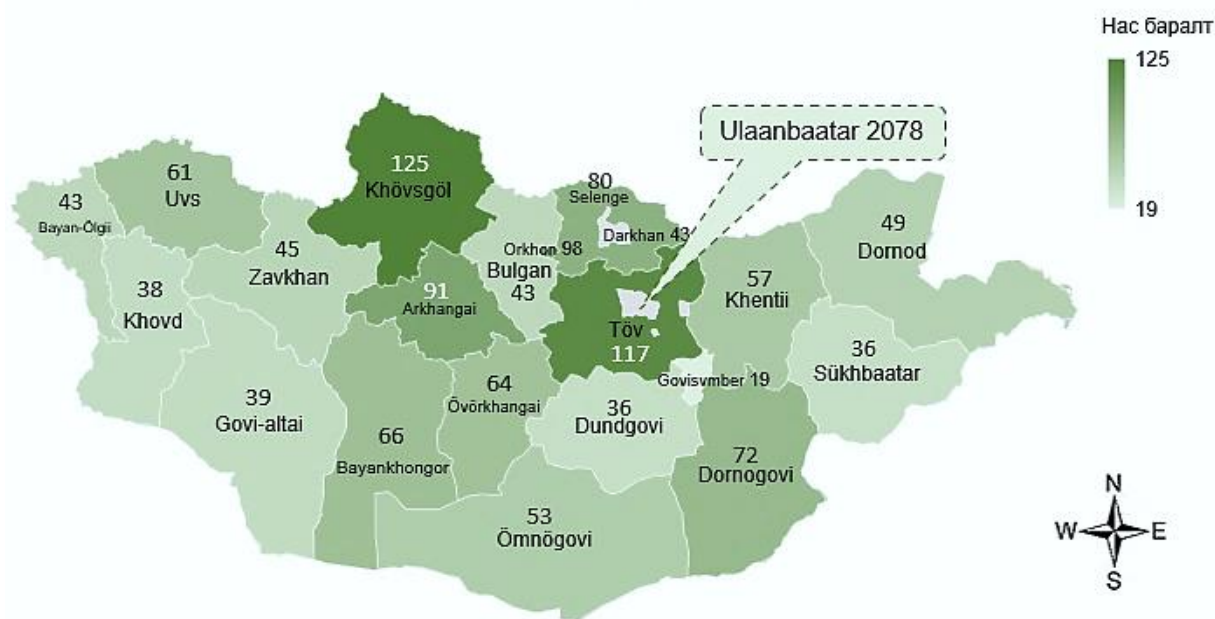 Нас баралт
125
19
Ulaanbaatar 2078
125
Khövsgöl
61
Uvs
43
Bayan-Ölgii
80
Selenge
Darkhan 43
Orkhon 98
Bulgan
43
49
Dornod
45
Zavkhan
38
Khovd
91
Arkhangai
57
Khentii
Töv
117
36
Sükhbaatar
Govisvmber 19
39
Govi-altai
64
Övörkhangai
36
Dundgovi
66
Bayankhongor
72
Dornogovi
53
Ömnögovi
N
W
E
S